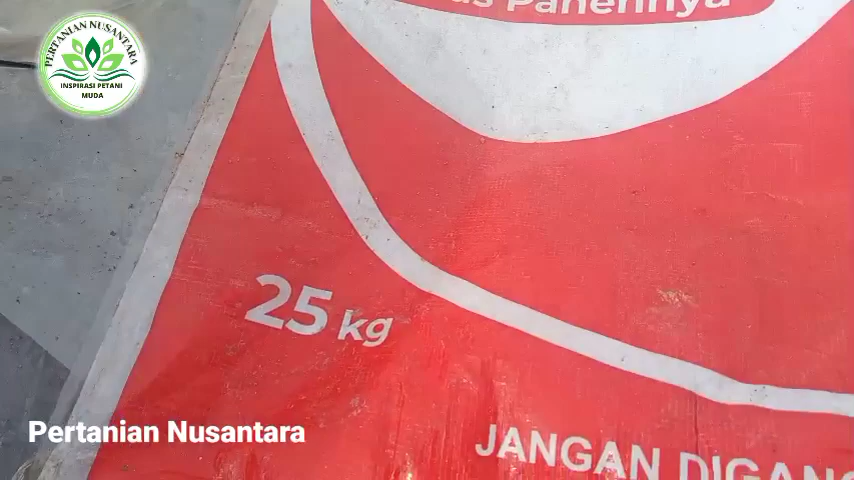 PERTANIAN NUSANTARA
INSPIRASI PETANI
MUDA
Panennya
25 kg
Pertanian Nusantara
JANGAN